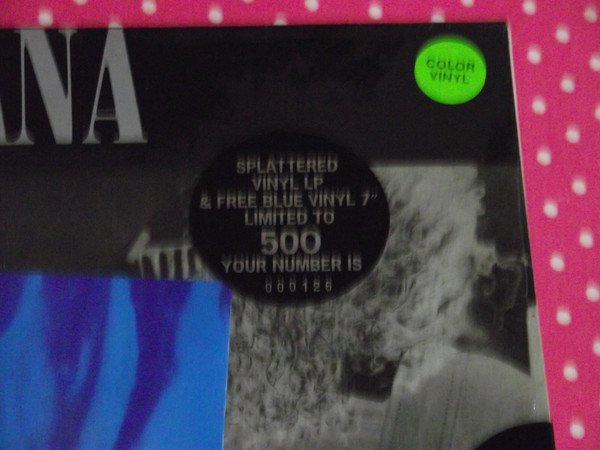 ANA
COLOR
VINYL
SPLATTERED
VINYL LP
& FREE BLUE VINYL 7"
LIMITED TO
500
YOUR NUMBER IS
000126